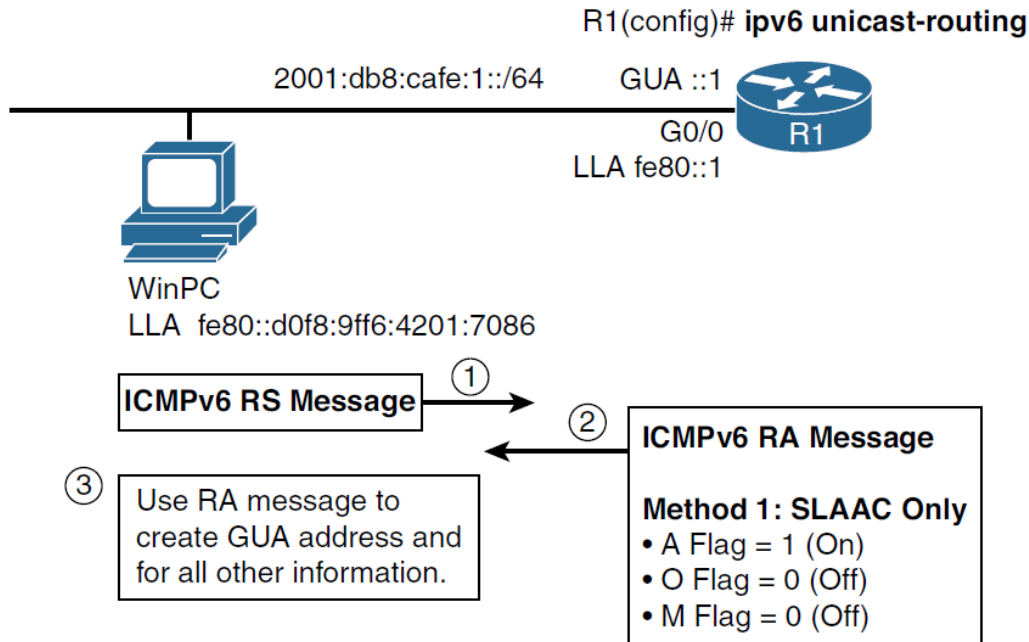 R1(config)# ipv6 unicast-routing
2001:db8:cafe:1::/64
GUA ::1
G0/0
R1
LLA fe80::1
WinPC
LLA fe80::d0f8:9ff6:4201:7086
ICMPv6 RS Message
1
2
ICMPv6 RA Message
Method 1: SLAAC Only
• A Flag = 1 (On)
• O Flag = 0 (Off)
• M Flag = 0 (Off)
3
Use RA message to
create GUA address and
for all other information.